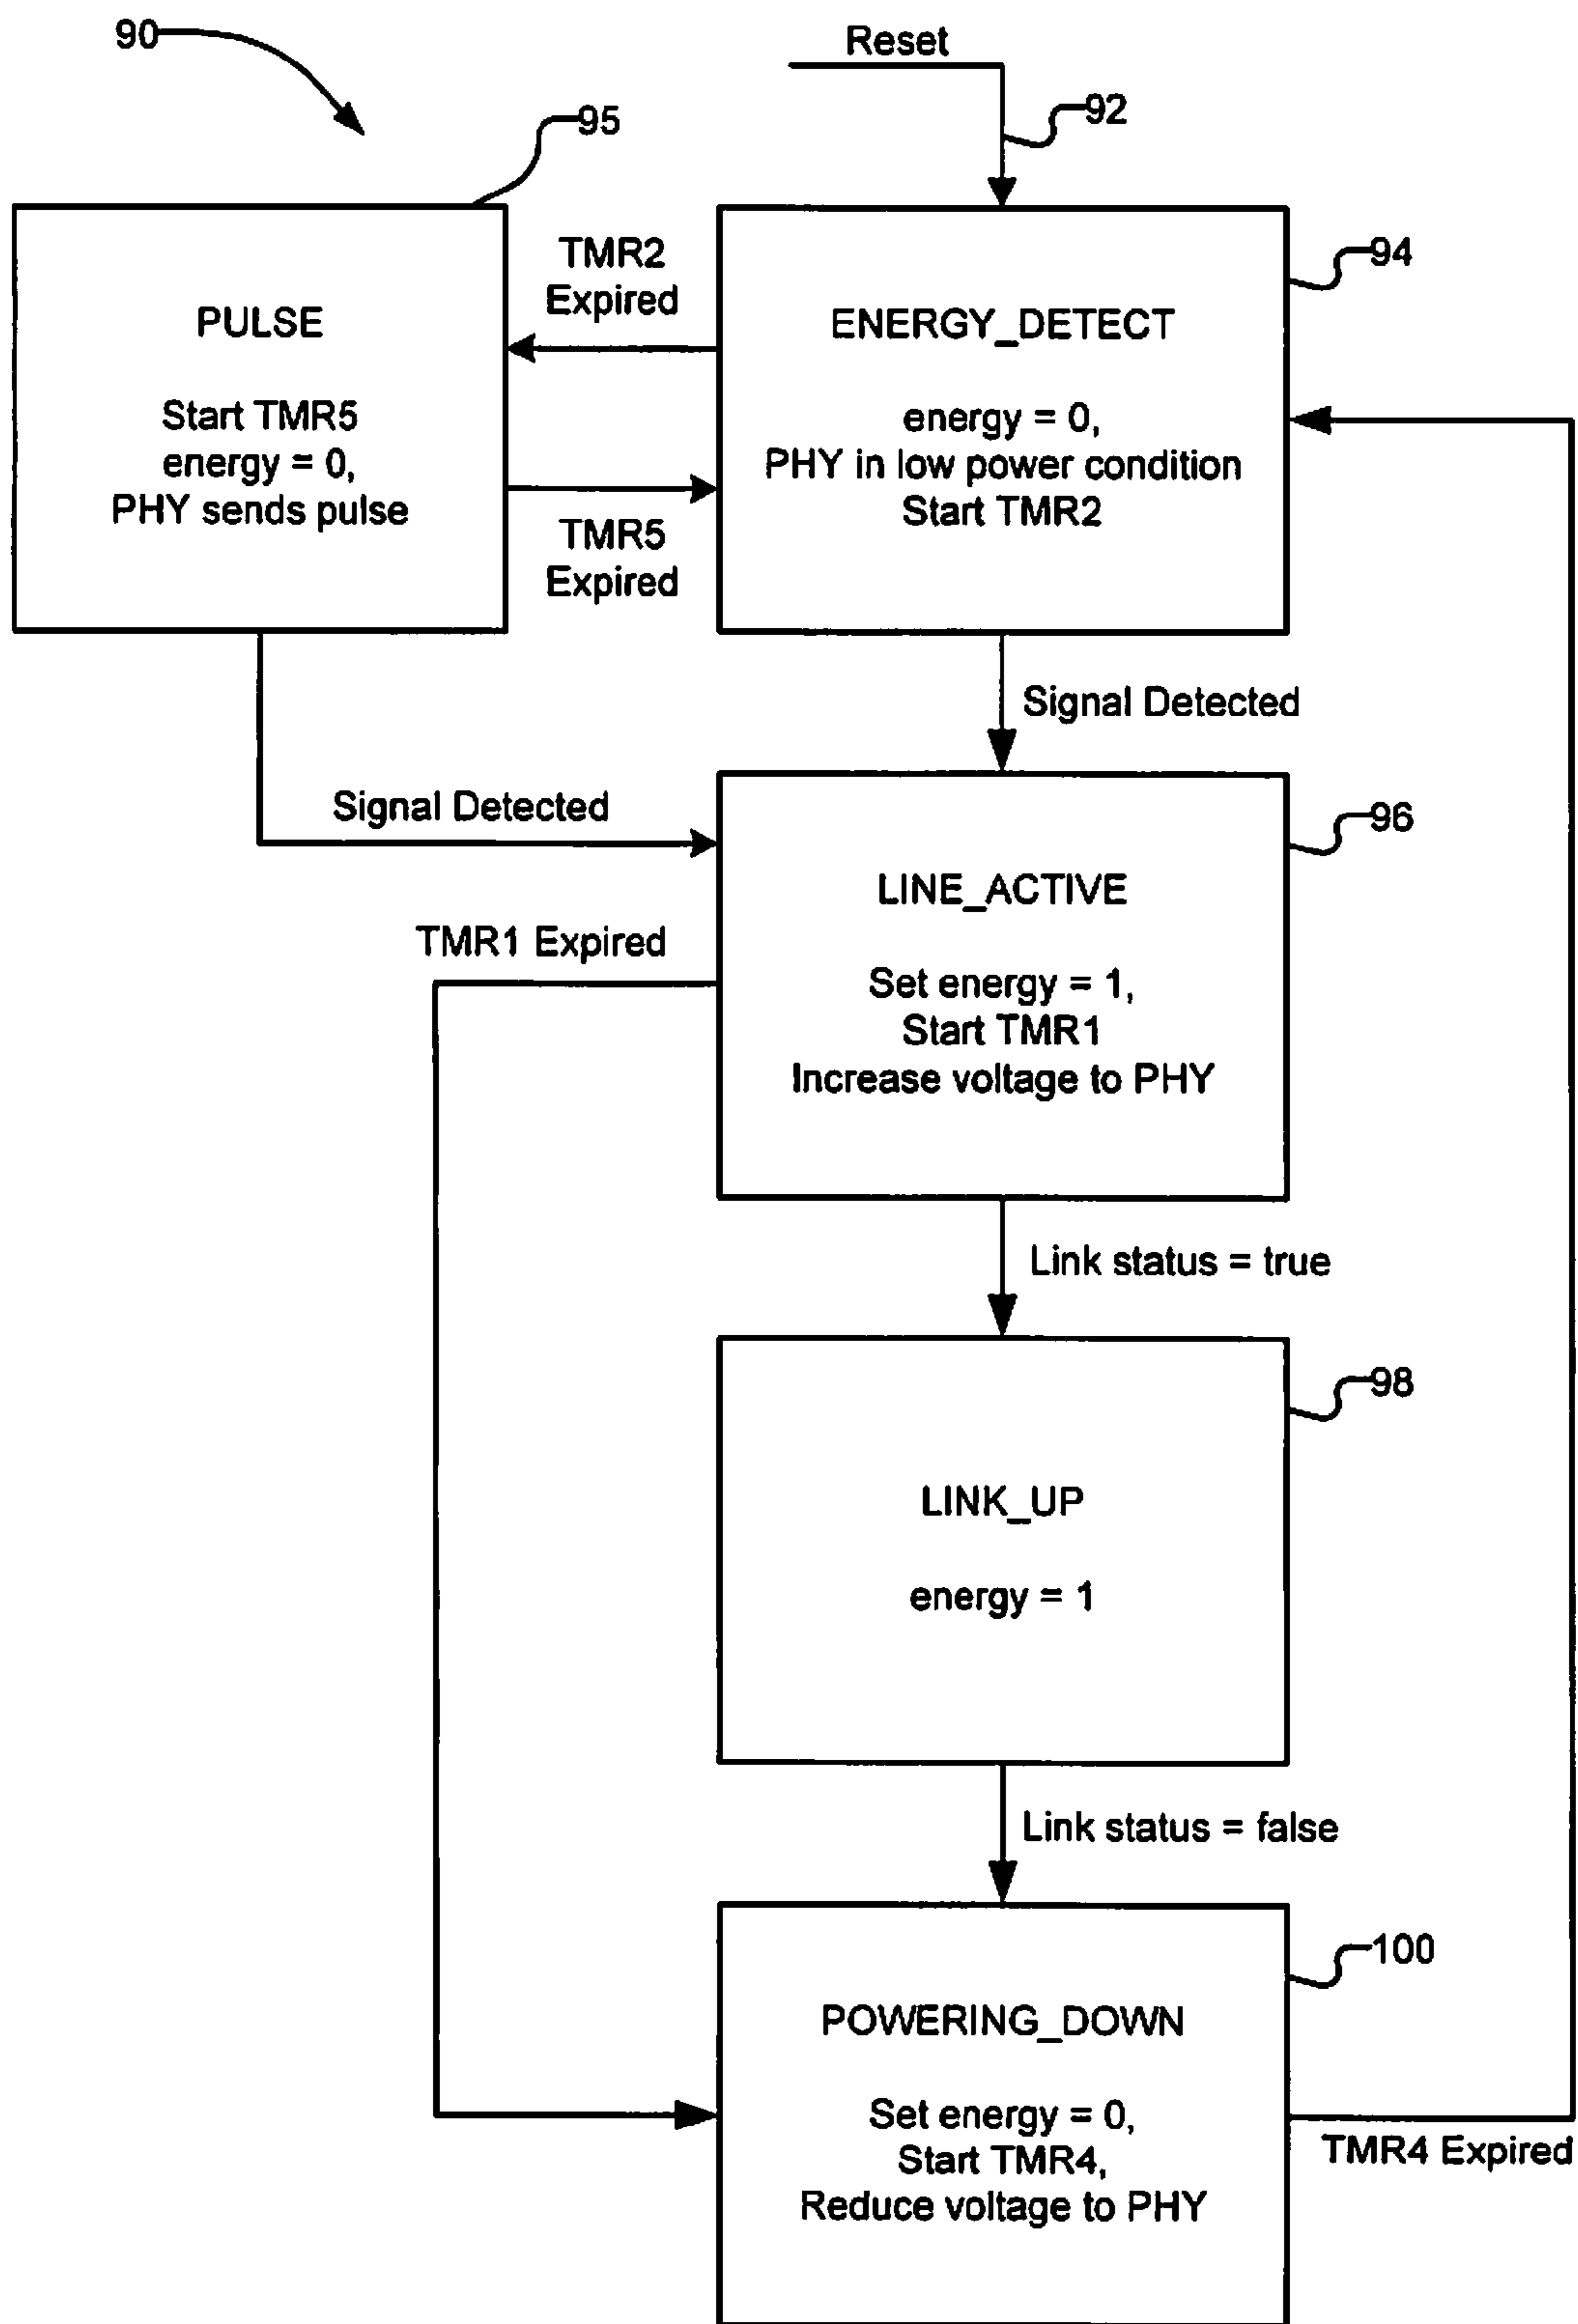 90
Reset
92
95
94
TMR2
Expired
PULSE
Start TMR5
energy = 0,
PHY sends pulse
ENERGY_DETECT
energy = 0,
PHY in low power condition
Start TMR2
TMR5
Expired
Signal Detected
Signal Detected
96
LINE_ACTIVE
Set energy = 1,
Start TMR1
Increase voltage to PHY
TMR1 Expired
Link status = true
98
LINK_UP
energy = 1
Link status = false
100
POWERING_DOWN
Set energy = 0,
Start TMR4,
Reduce voltage to PHY
TMR4 Expired